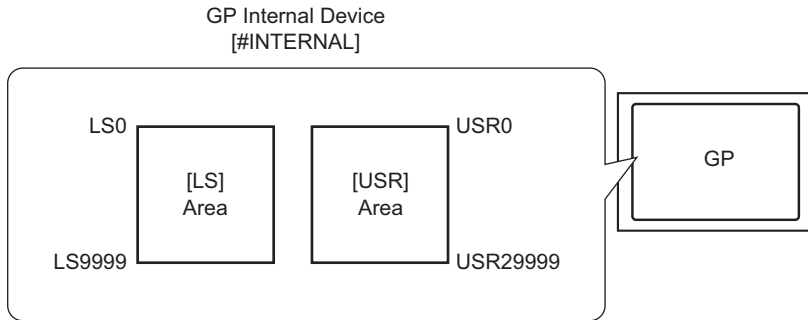 GP Internal Device
[#INTERNAL]
LS0
USR0
[LS]
Area
[USR]
Area
GP
LS9999
USR29999